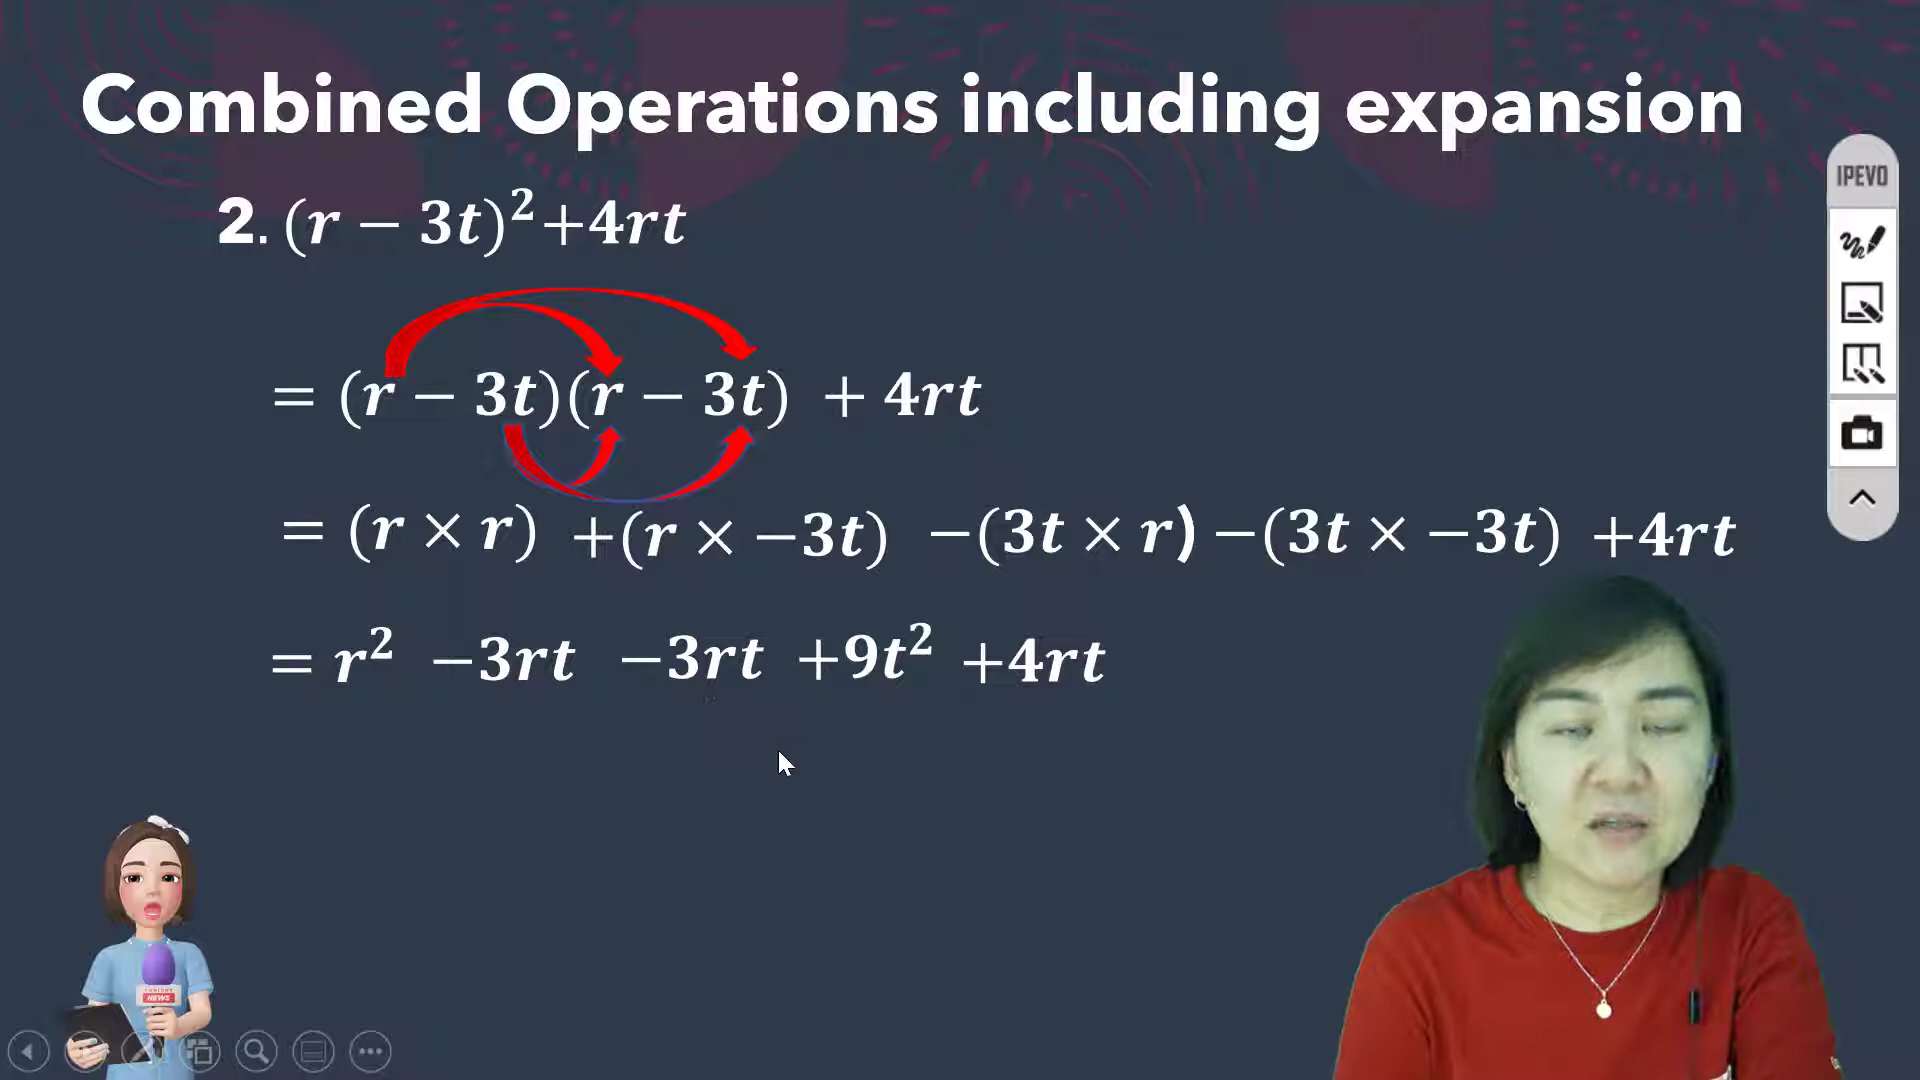 Combined Operations including expansion
2. (r − 3t)² +4rt
= (r − 3t)(r − 3t) + 4rt
= (r × r) +(r × −3t) −(3t × r) −(3t × −3t) +4rt
= r² −3rt −3rt +9t² +4rt
IPEVO
NEWS